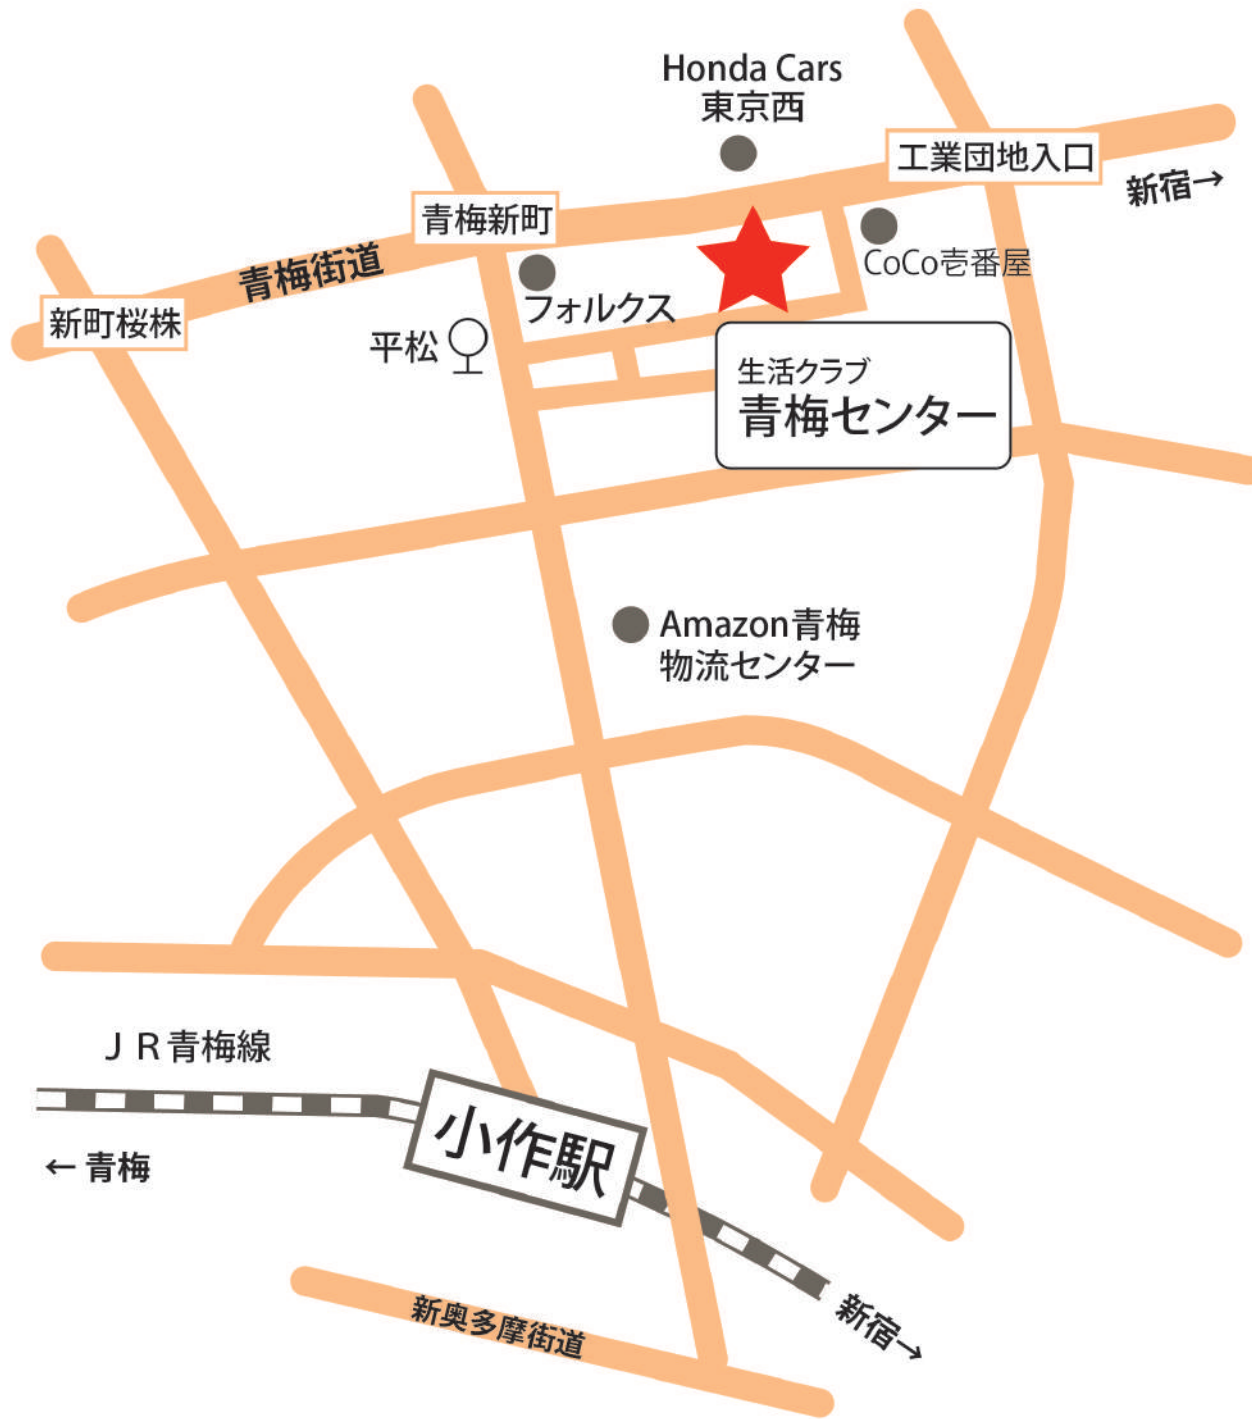 Honda Cars
東京西
工業団地入口
新宿→
青梅新町
青梅街道
CoCo壱番屋
フォルクス
新町桜株
平松
生活クラブ
青梅センター
Amazon青梅
物流センター
ＪＲ青梅線
小作駅
← 青梅
新奥多摩街道
新宿→